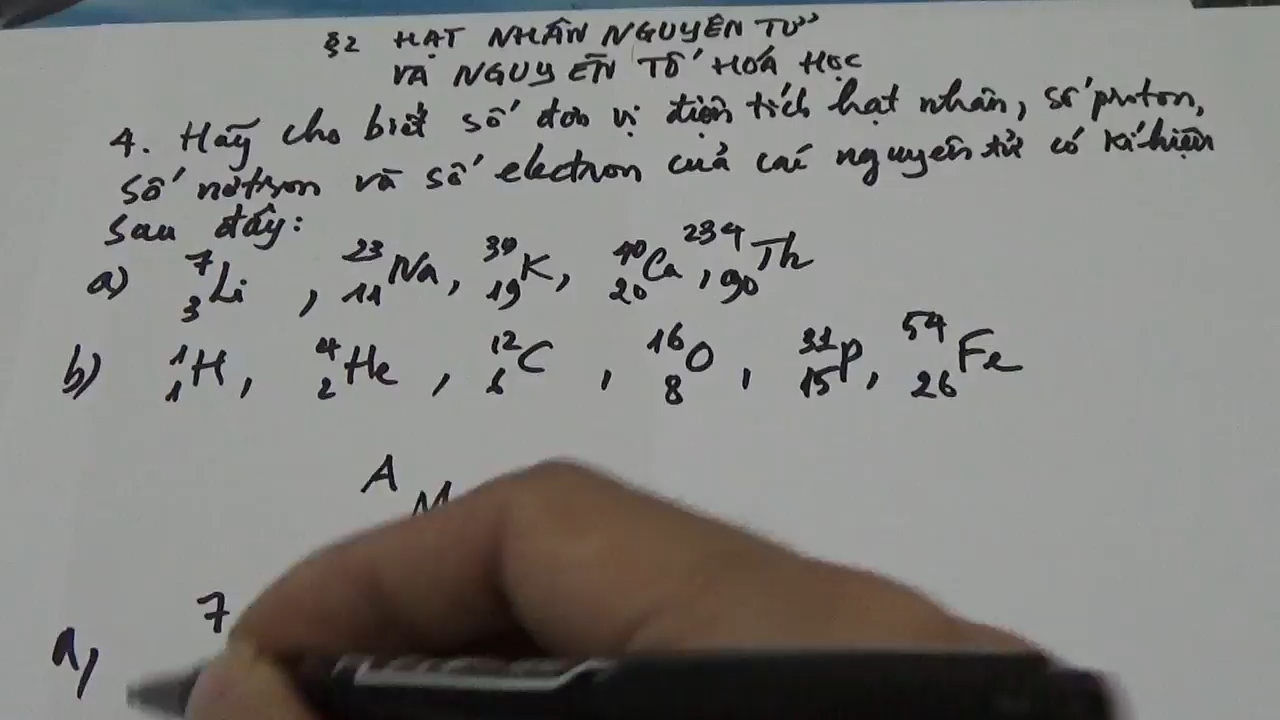 §2 HẠT NHÂN NGUYÊN TỬ
VÀ NGUYÊN TỐ HOÁ HỌC
4. Hãy cho biết số đơn vị điện tích hạt nhân, số proton,
số nơtron và số electron của các nguyên tử có kí hiệu
sau đây:
a) ⁷₃Li, ²³₁₁Na, ³⁹₁₉K, ⁴⁰₂₀Ca, ²³⁴₉₀Th
b) ¹₁H, ⁴₂He, ¹²₆C, ¹⁶₈O, ³¹₁₅P, ⁵⁴₂₆Fe
A M
a, 7